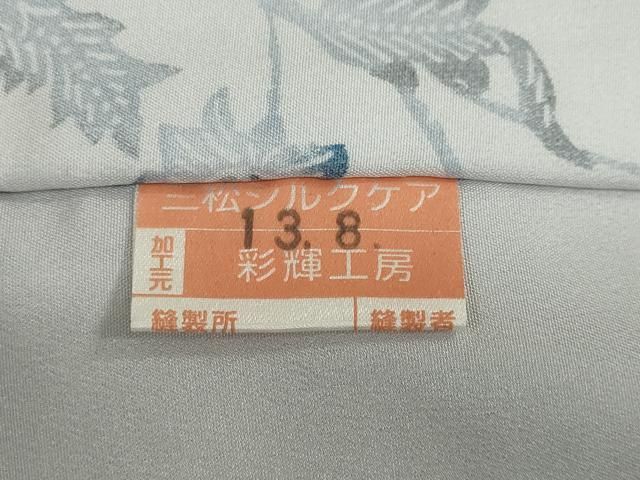 三松シルクケア
13.8.
加工元 彩輝工房
縫製所 縫製者